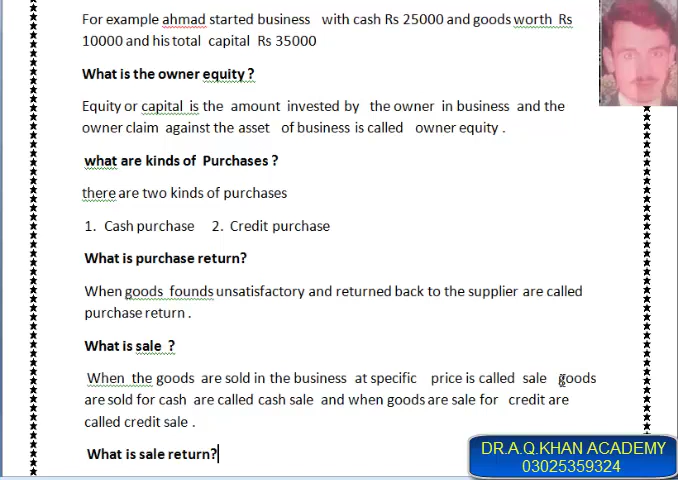 For example ahmad started business with cash Rs 25000 and goods worth Rs
10000 and his total capital Rs 35000
What is the owner equity ?
Equity or capital is the amount invested by the owner in business and the
owner claim against the asset of business is called owner equity .
what are kinds of Purchases ?
there are two kinds of purchases
1. Cash purchase 2. Credit purchase
What is purchase return?
When goods founds unsatisfactory and returned back to the supplier are called
purchase return .
What is sale ?
When the goods are sold in the business at specific price is called sale goods
are sold for cash are called cash sale and when goods are sale for credit are
called credit sale .
What is sale return?
DR.A.Q.KHAN ACADEMY
03025359324